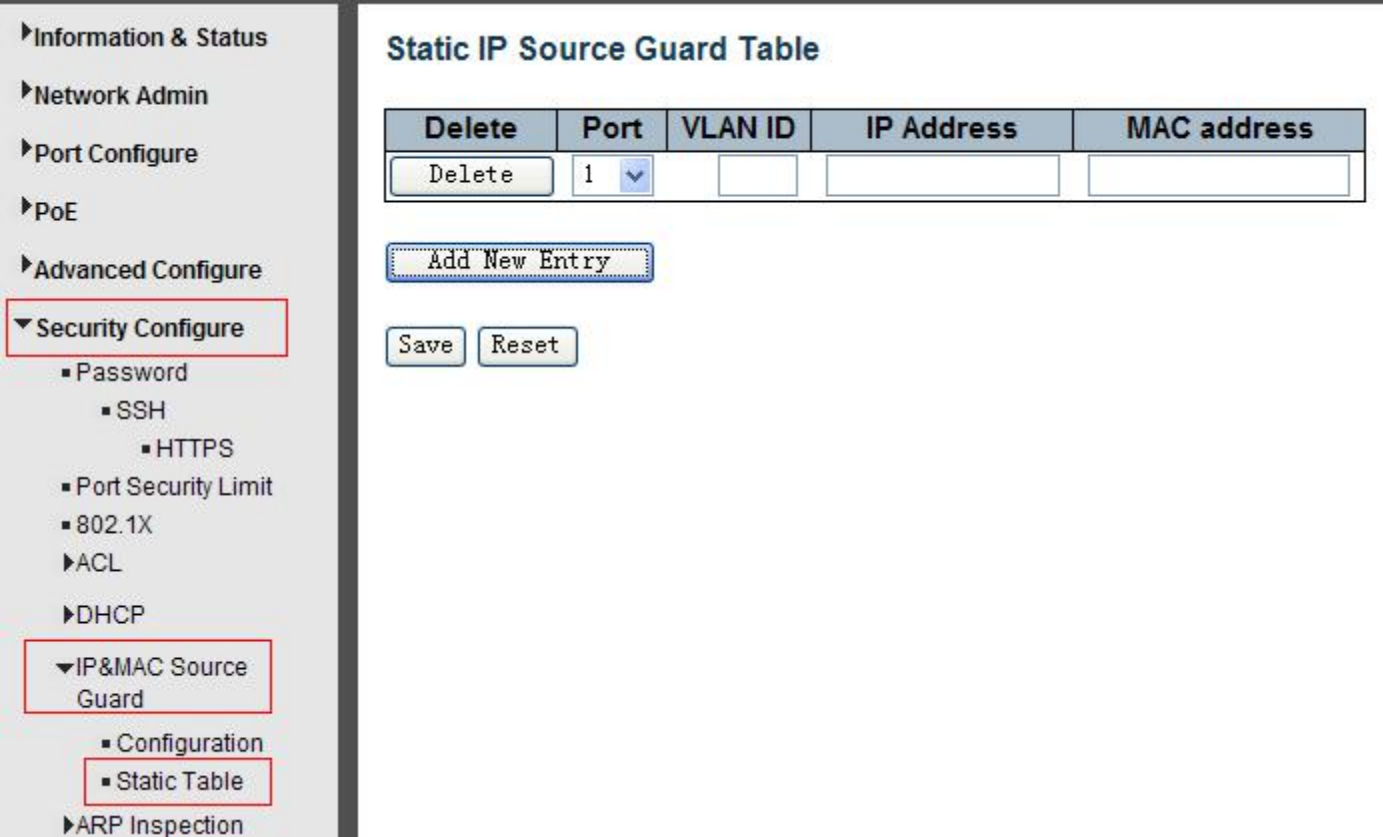 Information & Status
Network Admin
Port Configure
PoE
Advanced Configure
Security Configure
Password
SSH
HTTPS
Port Security Limit
802.1X
ACL
DHCP
IP&MAC Source
Guard
Configuration
Static Table
ARP Inspection
Static IP Source Guard Table
Delete Port VLAN ID IP Address MAC address
Delete 1
Add New Entry
Save Reset